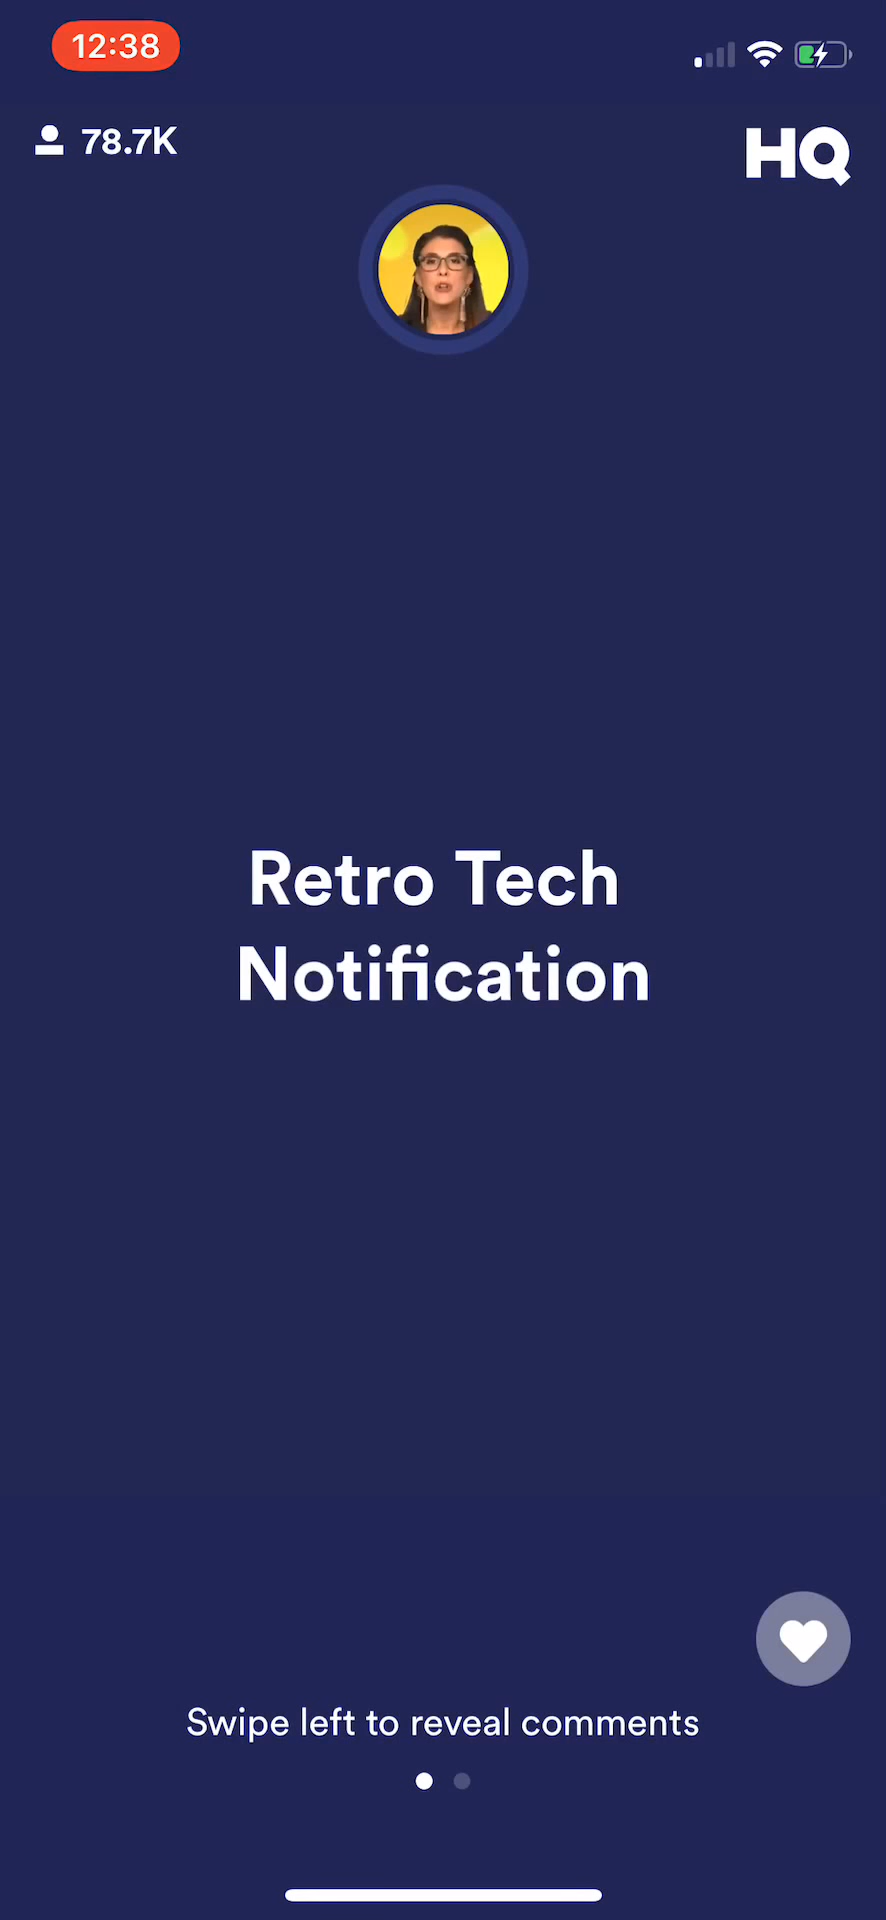 12:38
78.7K
HQ
Retro Tech
Notification
Swipe left to reveal comments